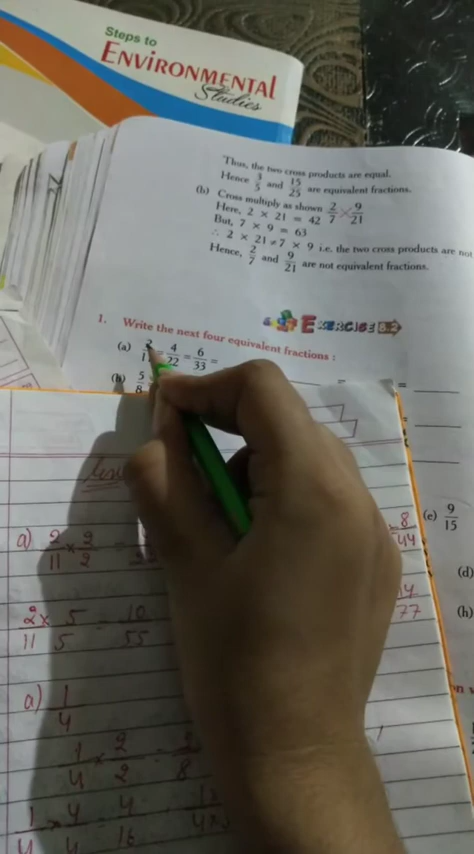 Steps to
ENVIRONMENTAL
Studies
Thus, the two cross products are equal.
Hence 3/5 and 15/25 are equivalent fractions.
(b) Cross multiply as shown 2/7 × 9/21
Here, 2 × 21 = 42
But, 7 × 9 = 63
∴ 2 × 21 ≠ 7 × 9 i.e. the two cross products are not
Hence, 2/7 and 9/21 are not equivalent fractions.
EXERCISE 8.2
1. Write the next four equivalent fractions :
(a) = 4/22 = 6/33 =
(b) 5/8
(e) 9/15
(d)
(h)
a) 2/11 × 2/2 =
8/44
14/77
2/11 × 5/5 = 10/55
a) 1/4
1/4 × 2/2 = 2/8
1/4 × 4/4 = 4/16